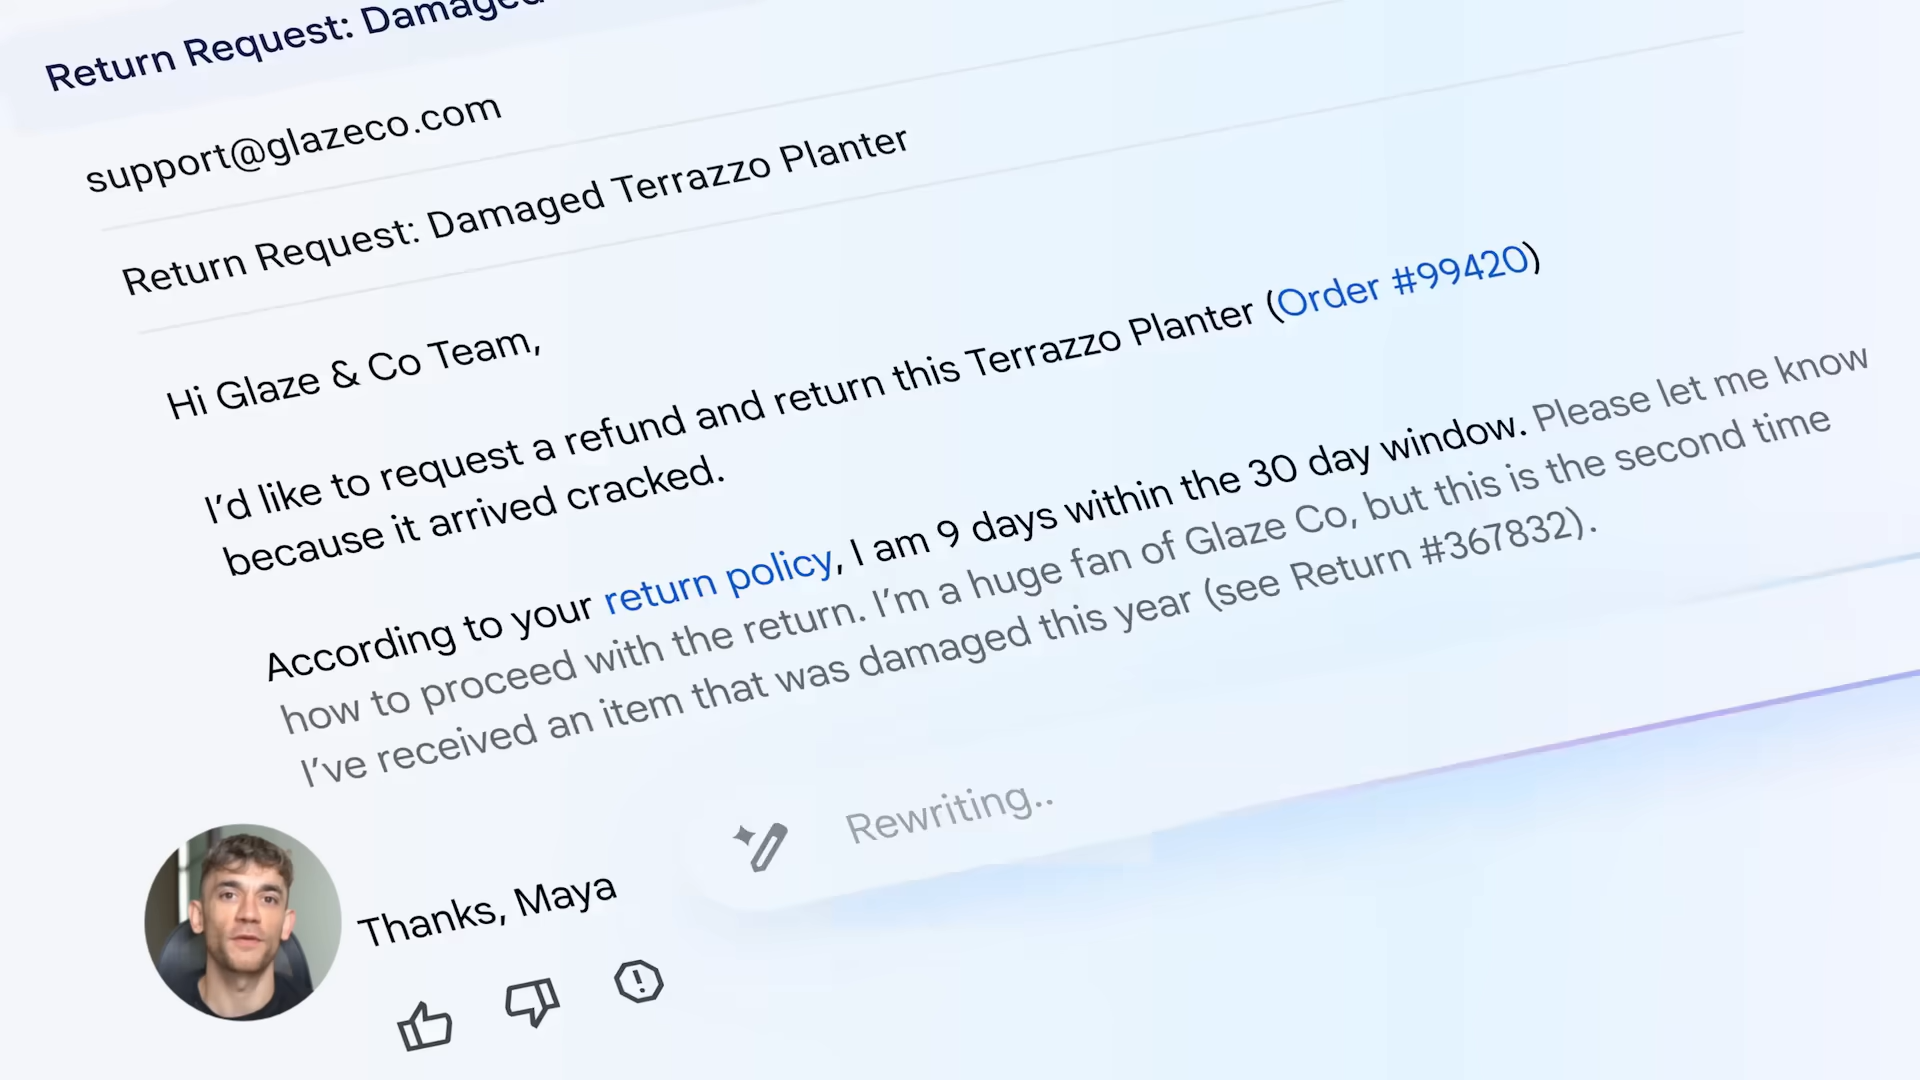 Return Request: Damaged
support@glazeco.com
Return Request: Damaged Terrazzo Planter
Hi Glaze & Co Team,
I’d like to request a refund and return this Terrazzo Planter (Order #99420)
because it arrived cracked.
According to your return policy, I am 9 days within the 30 day window. Please let me know
how to proceed with the return. I’m a huge fan of Glaze Co, but this is the second time
I’ve received an item that was damaged this year (see Return #367832).
Rewriting..
Thanks, Maya